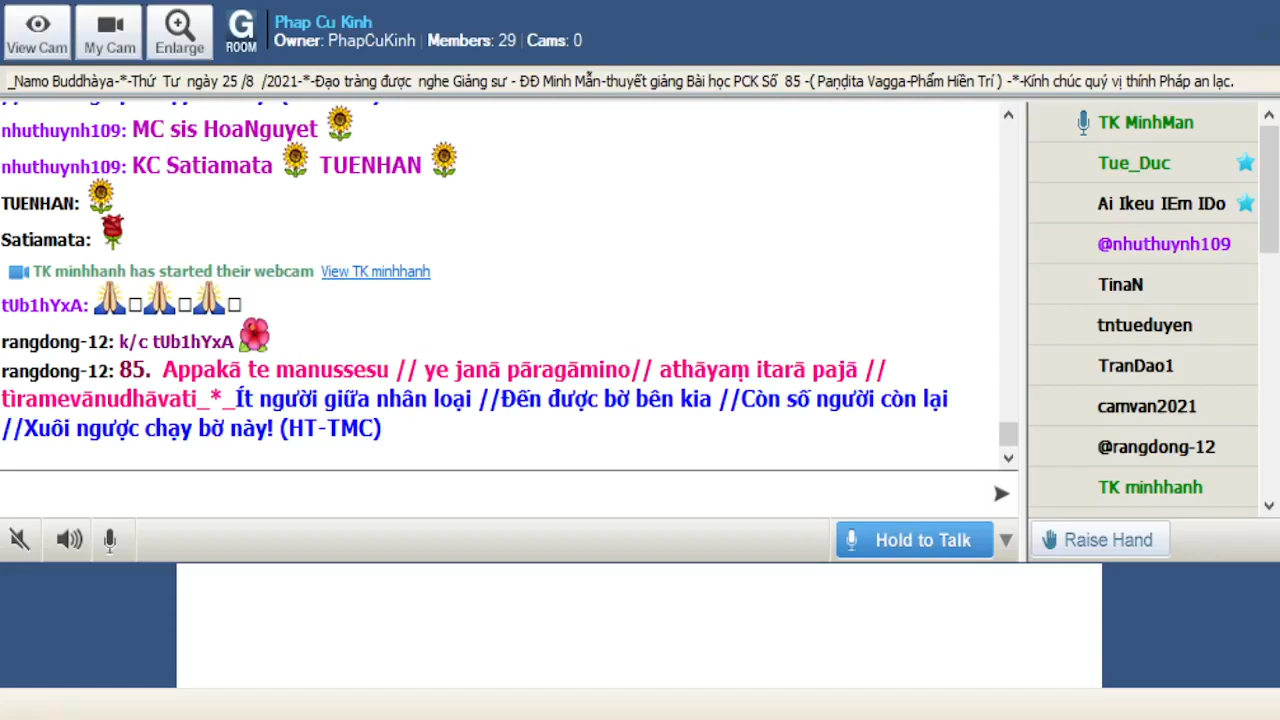 View Cam
My Cam
Enlarge
G
ROOM
Phap Cu Kinh
Owner: PhapCuKinh | Members: 29 | Cams: 0
_Namo Buddhàya-*-Thứ Tư ngày 25 /8 /2021-*-Đạo tràng được nghe Giảng sư - ĐĐ Minh Mẫn-thuyết giảng Bài học PCK Số 85 -( Paṇḍita Vagga-Phẩm Hiền Trí ) -*-Kính chúc quý vị thính Pháp an lạc.
nhuthuynh109: MC sis HoaNguyet
nhuthuynh109: KC Satiamata TUENHAN
TUENHAN:
Satiamata:
TK minhhanh has started their webcam View TK minhhanh
tUb1hYxA:
rangdong-12: k/c tUb1hYxA
rangdong-12: 85. Appakā te manussesu // ye janā pāragāmino// athāyaṃ itarā pajā //
tìramevānudhāvati_*_Ít người giữa nhân loại //Đến được bờ bên kia //Còn số người còn lại
//Xuôi ngược chạy bờ này! (HT-TMC)
TK MinhMan
Tue_Duc
Ai Ikeu IEm IDo
@nhuthuynh109
TinaN
tntueduyen
TranDao1
camvan2021
@rangdong-12
TK minhhanh
Hold to Talk
Raise Hand